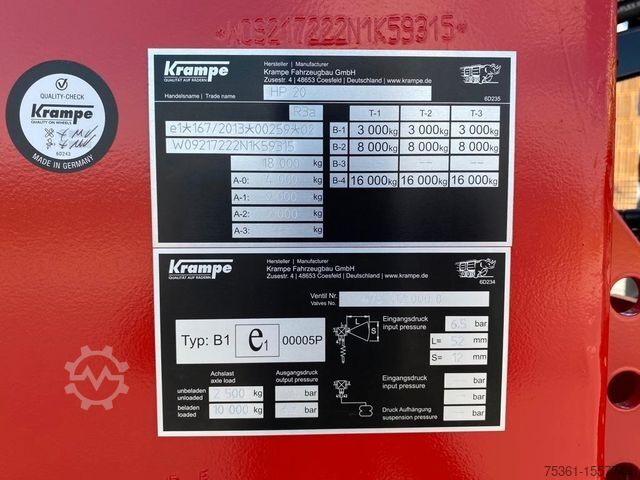 *W09217222N1K59315*
QUALITY-CHECK
Krampe
QUALITY ON WHEELS
6D243
MADE IN GERMANY
Krampe
QUALITÄT AUF RÄDERN
Hersteller | Manufacturer
Krampe Fahrzeugbau GmbH
Zusestr. 4 | 48653 Coesfeld | Deutschland | www.krampe.de
6D235
Handelsname | Trade name HP 20
R3a T-1 T-2 T-3
e1*167/2013*00259*02 B-1 3 000kg 3 000kg 3 000kg
W09217222N1K59315 B-2 8 000kg 8 000kg 8 000kg
18 000 kg B-3 --- --- ---
A-0: 000 kg B-4 16 000kg 16 000kg 16 000kg
A-1: 000 kg
A-2: 000 kg
A-3: kg
Krampe
QUALITÄT AUF RÄDERN
Hersteller | Manufacturer
Krampe Fahrzeugbau GmbH
Zusestr. 4 | 48653 Coesfeld | Deutschland | www.krampe.de
6D234
Ventil Nr.
Valves No. 000 0
Typ: B1 e1 00005P
L
S
Eingangsdruck
input pressure 6.5 bar
L= 52 mm
S= 12 mm
Achslast
axle load
Ausgangsdruck
output pressure
unbeladen
unloaded 2 500 kg bar
beladen
loaded 10 000 kg bar
Eingangsdruck
input pressure bar
Druck Aufhängung
suspension pressure bar
75361-1557